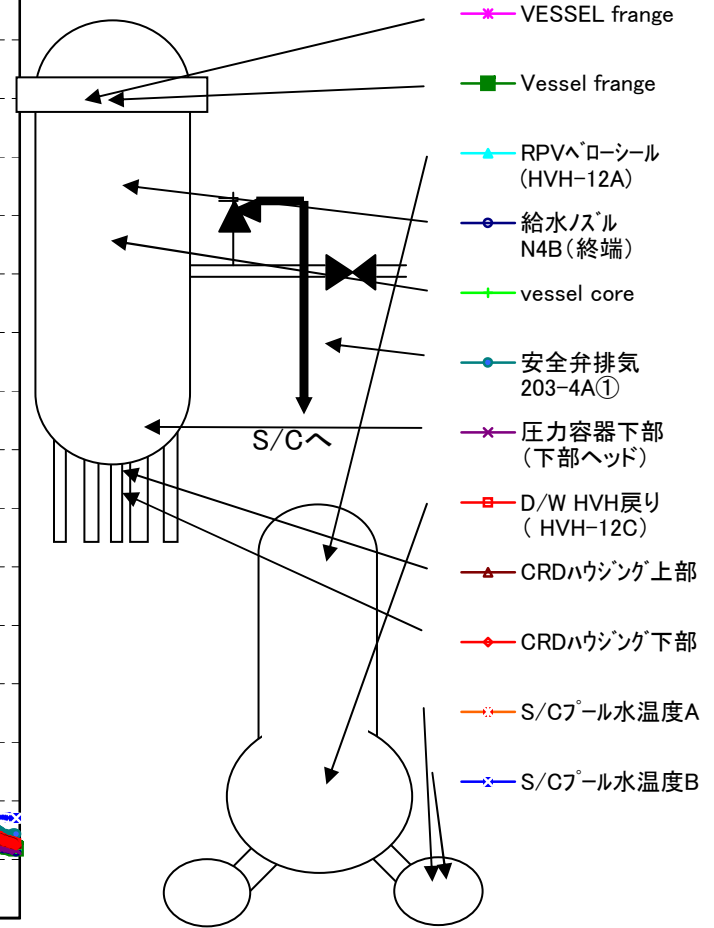 VESSEL frange
Vessel frange
RPVベローシール
(HVH-12A)
給水ノズル
N4B(終端)
vessel core
安全弁排気
203-4A①
圧力容器下部
(下部ヘッド)
D/W HVH戻り
( HVH-12C)
CRDハウジング上部
CRDハウジング下部
S/Cプール水温度A
S/Cプール水温度B
S/Cへ